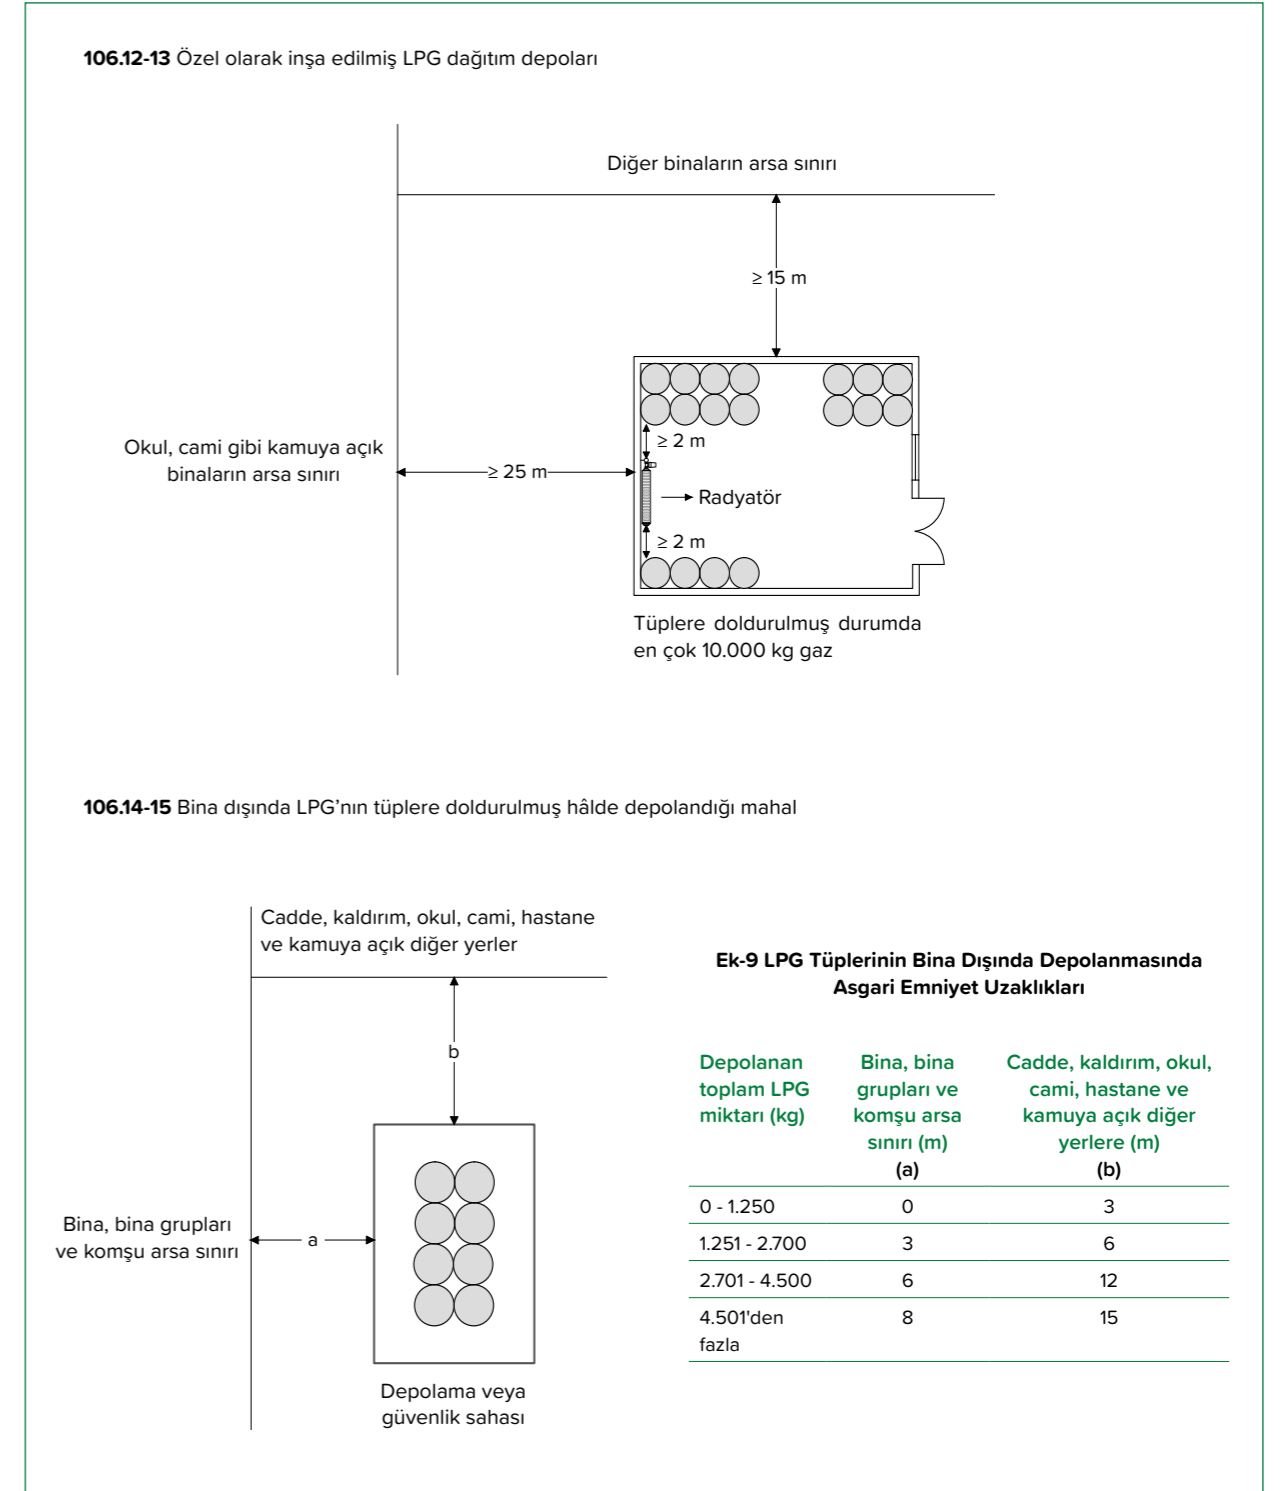 106.12-13 Özel olarak inşa edilmiş LPG dağıtım depoları
Diğer binaların arsa sınırı
≥ 15 m
Okul, cami gibi kamuya açık
binaların arsa sınırı
≥ 25 m
≥ 2 m
Radyatör
≥ 2 m
Tüplere doldurulmuş durumda
en çok 10.000 kg gaz
106.14-15 Bina dışında LPG’nın tüplere doldurulmuş hâlde depolandığı mahal
Cadde, kaldırım, okul, cami, hastane
ve kamuya açık diğer yerler
b
Bina, bina grupları
ve komşu arsa sınırı
a
Depolama veya
güvenlik sahası
Ek-9 LPG Tüplerinin Bina Dışında Depolanmasında
Asgari Emniyet Uzaklıkları
Depolanan
toplam LPG
miktarı (kg)
Bina, bina
grupları ve
komşu arsa
sınırı (m)
(a)
Cadde, kaldırım, okul,
cami, hastane ve
kamuya açık diğer
yerlere (m)
(b)
0 - 1.250 0 3
1.251 - 2.700 3 6
2.701 - 4.500 6 12
4.501'den 8 15
fazla